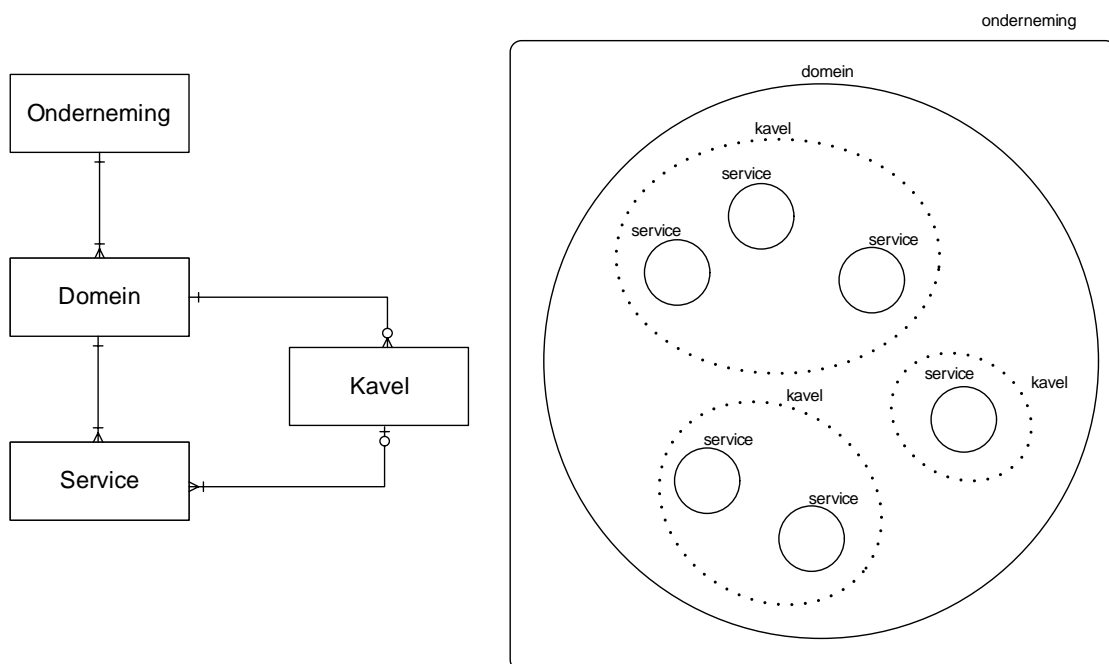 Onderneming
Domein
Kavel
Service
onderneming
domein
kavel
service
service
service
service
kavel
kavel
service
service